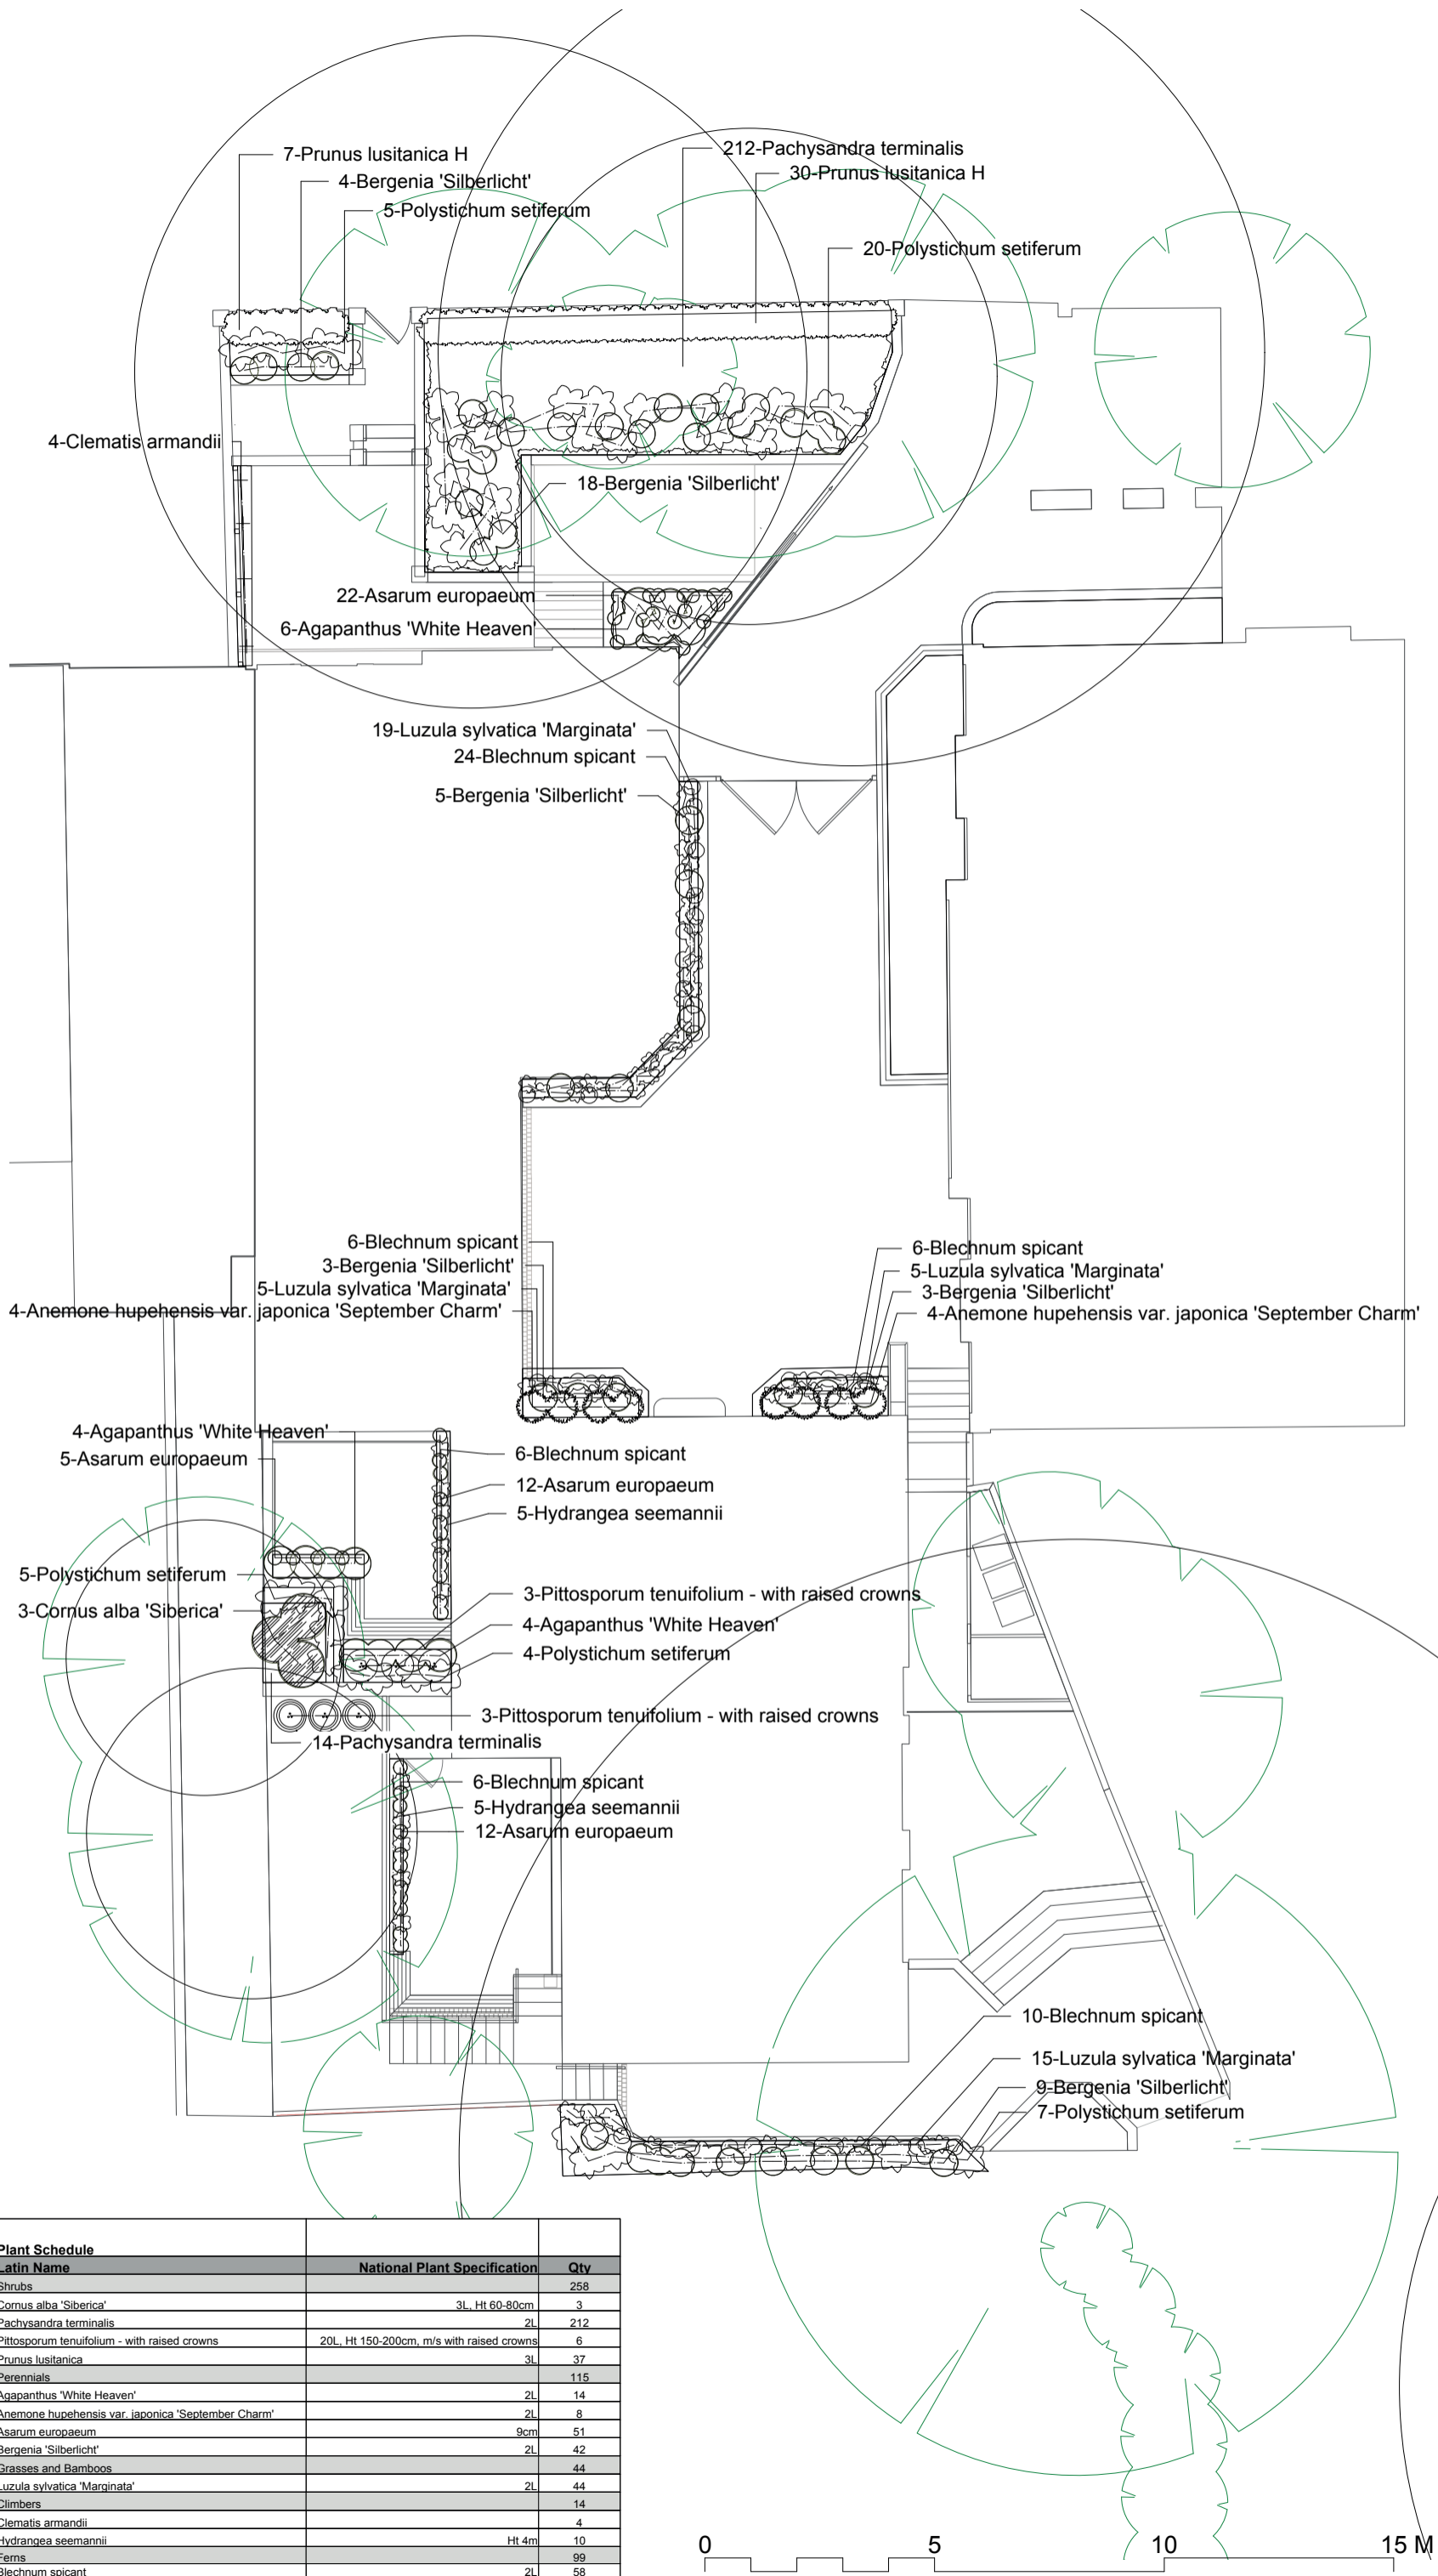 7-Prunus lusitanica H
4-Bergenia 'Silberlicht'
5-Polystichum setiferum
212-Pachysandra terminalis
30-Prunus lusitanica H
20-Polystichum setiferum
4-Clematis armandii
18-Bergenia 'Silberlicht'
22-Asarum europaeum
6-Agapanthus 'White Heaven'
19-Luzula sylvatica 'Marginata'
24-Blechnum spicant
5-Bergenia 'Silberlicht'
6-Blechnum spicant
3-Bergenia 'Silberlicht'
5-Luzula sylvatica 'Marginata'
4-Anemone hupehensis var. japonica 'September Charm'
6-Blechnum spicant
5-Luzula sylvatica 'Marginata'
3-Bergenia 'Silberlicht'
4-Anemone hupehensis var. japonica 'September Charm'
4-Agapanthus 'White Heaven'
5-Asarum europaeum
6-Blechnum spicant
12-Asarum europaeum
5-Hydrangea seemannii
5-Polystichum setiferum
3-Cornus alba 'Siberica'
3-Pittosporum tenuifolium - with raised crowns
4-Agapanthus 'White Heaven'
4-Polystichum setiferum
3-Pittosporum tenuifolium - with raised crowns
14-Pachysandra terminalis
6-Blechnum spicant
5-Hydrangea seemannii
12-Asarum europaeum
10-Blechnum spicant
15-Luzula sylvatica 'Marginata'
9-Bergenia 'Silberlicht'
7-Polystichum setiferum
Plant Schedule
Latin Name National Plant Specification Qty
Shrubs 258
Cornus alba 'Siberica' 3L, Ht 60-80cm 3
Pachysandra terminalis 2L 212
Pittosporum tenuifolium - with raised crowns 20L, Ht 150-200cm, m/s with raised crowns 6
Prunus lusitanica 3L 37
Perennials 115
Agapanthus 'White Heaven' 2L 14
Anemone hupehensis var. japonica 'September Charm' 2L 8
Asarum europaeum 9cm 51
Bergenia 'Silberlicht' 2L 42
Grasses and Bamboos 44
Luzula sylvatica 'Marginata' 2L 44
Climbers 14
Clematis armandii 4
Hydrangea seemannii Ht 4m 10
Ferns 99
Blechnum spicant 2L 58
0 5 10 15 M